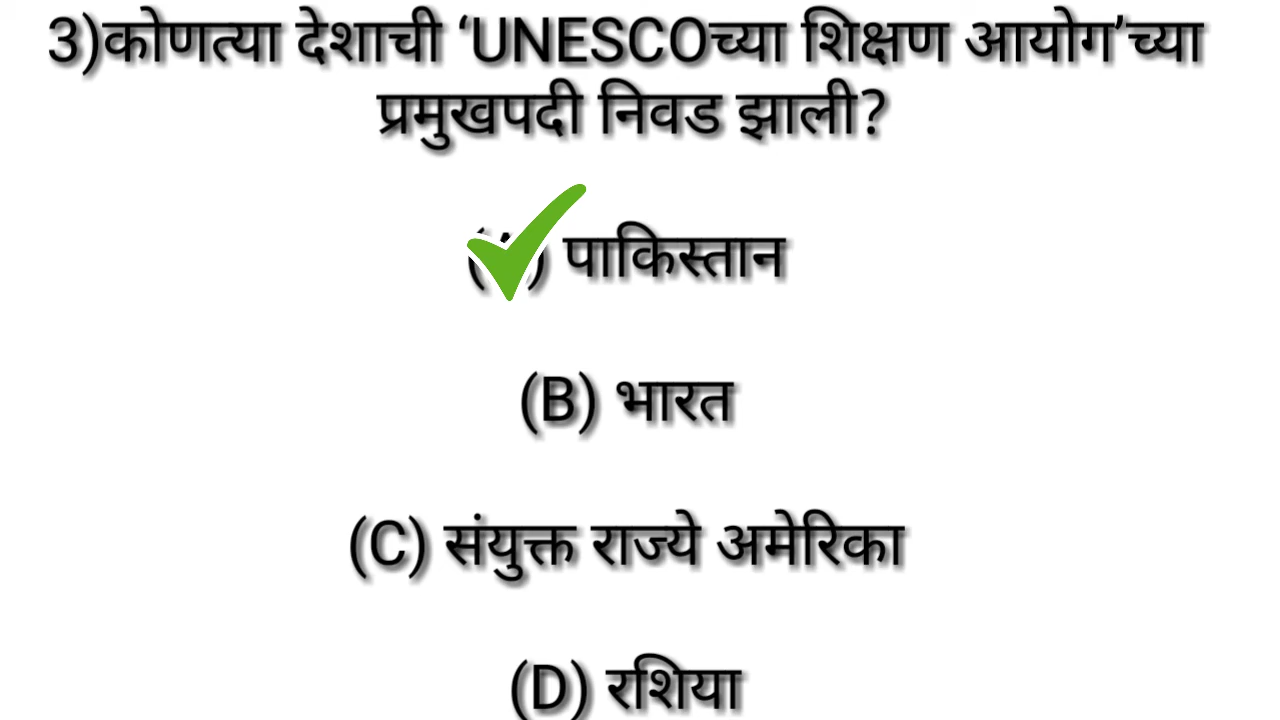 3)कोणत्या देशाची ‘UNESCOच्या शिक्षण आयोग’च्या
प्रमुखपदी निवड झाली?
पाकिस्तान
(B) भारत
(C) संयुक्त राज्ये अमेरिका
(D) रशिया